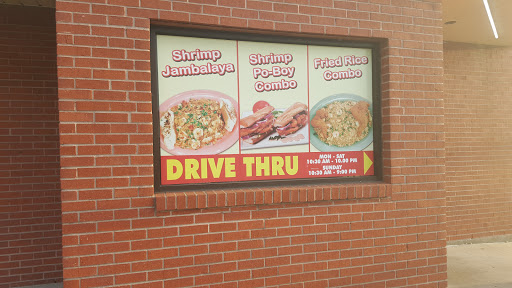 Shrimp
Jambalaya
Shrimp
Po-Boy
Combo
Fried Rice
Combo
DRIVE THRU
MON - SAT
10:30 AM - 10:00 PM
SUNDAY
10:30 AM - 9:00 PM